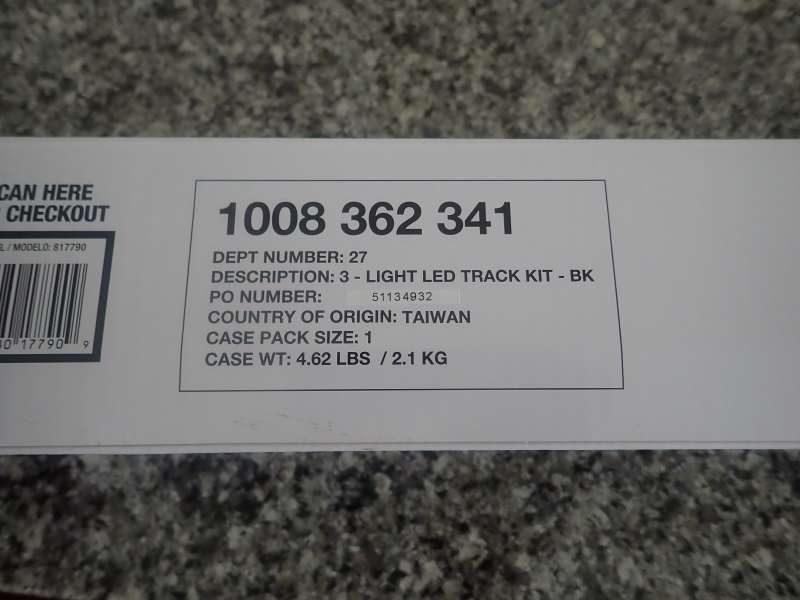 CAN HERE
CHECKOUT
/ MODELO: 817790
17790 9
1008 362 341
DEPT NUMBER: 27
DESCRIPTION: 3 - LIGHT LED TRACK KIT - BK
PO NUMBER: 51134932
COUNTRY OF ORIGIN: TAIWAN
CASE PACK SIZE: 1
CASE WT: 4.62 LBS / 2.1 KG